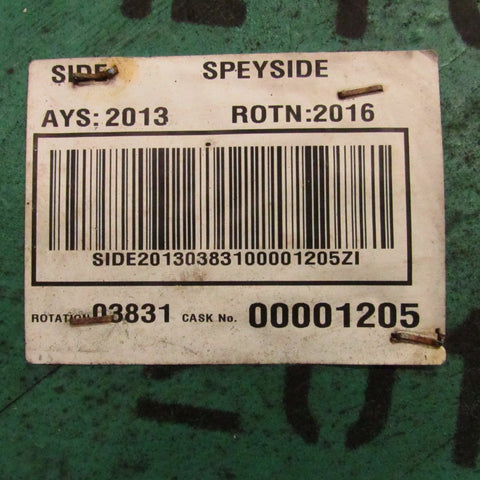 SIDE SPEYSIDE
AYS: 2013 ROTN:2016
SIDE20130383100001205ZI
ROTATION 03831 CASK No. 00001205